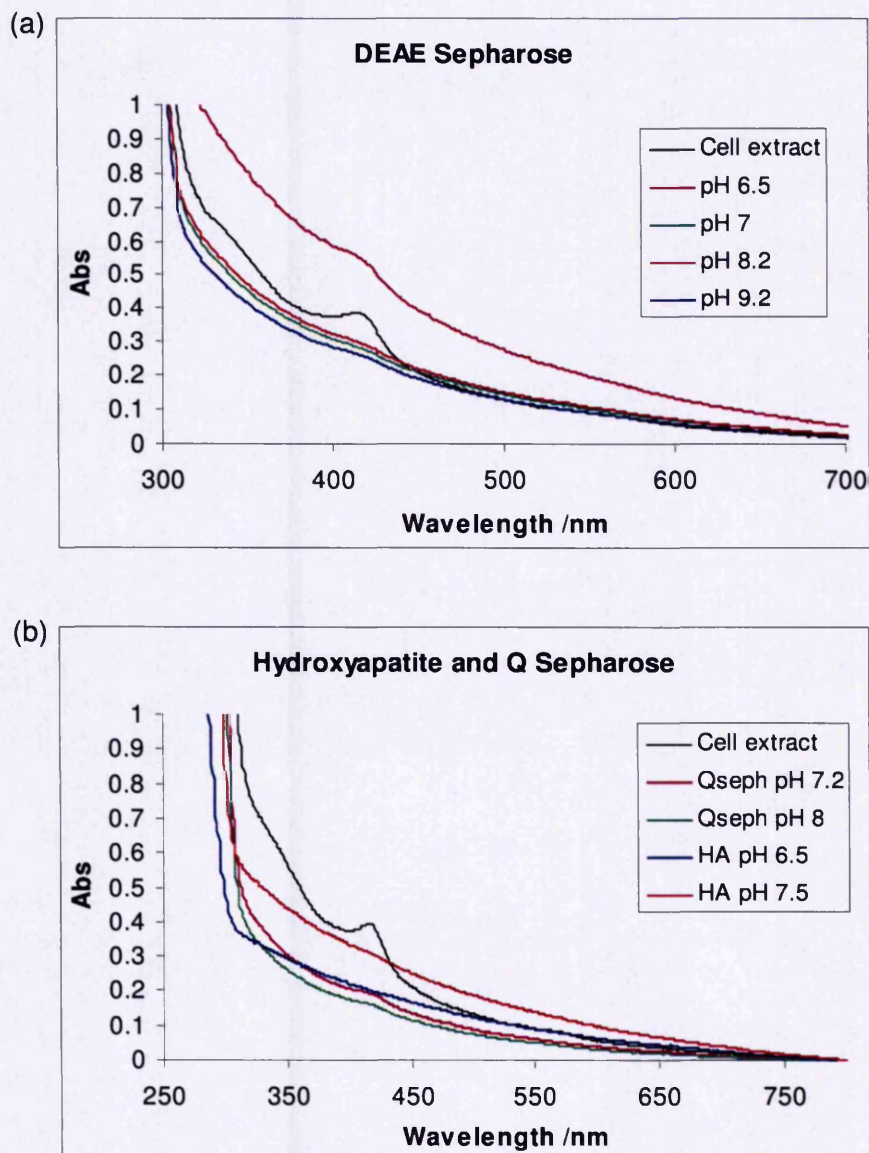 (a)
DEAE Sepharose
1
0.9
0.8
0.7
0.6
0.5
0.4
0.3
0.2
0.1
0
Abs
300 400 500 600 700
Wavelength /nm
Cell extract
pH 6.5
pH 7
pH 8.2
pH 9.2
(b)
Hydroxyapatite and Q Sepharose
1
0.9
0.8
0.7
0.6
0.5
0.4
0.3
0.2
0.1
0
Abs
250 350 450 550 650 750
Wavelength /nm
Cell extract
Qseph pH 7.2
Qseph pH 8
HA pH 6.5
HA pH 7.5